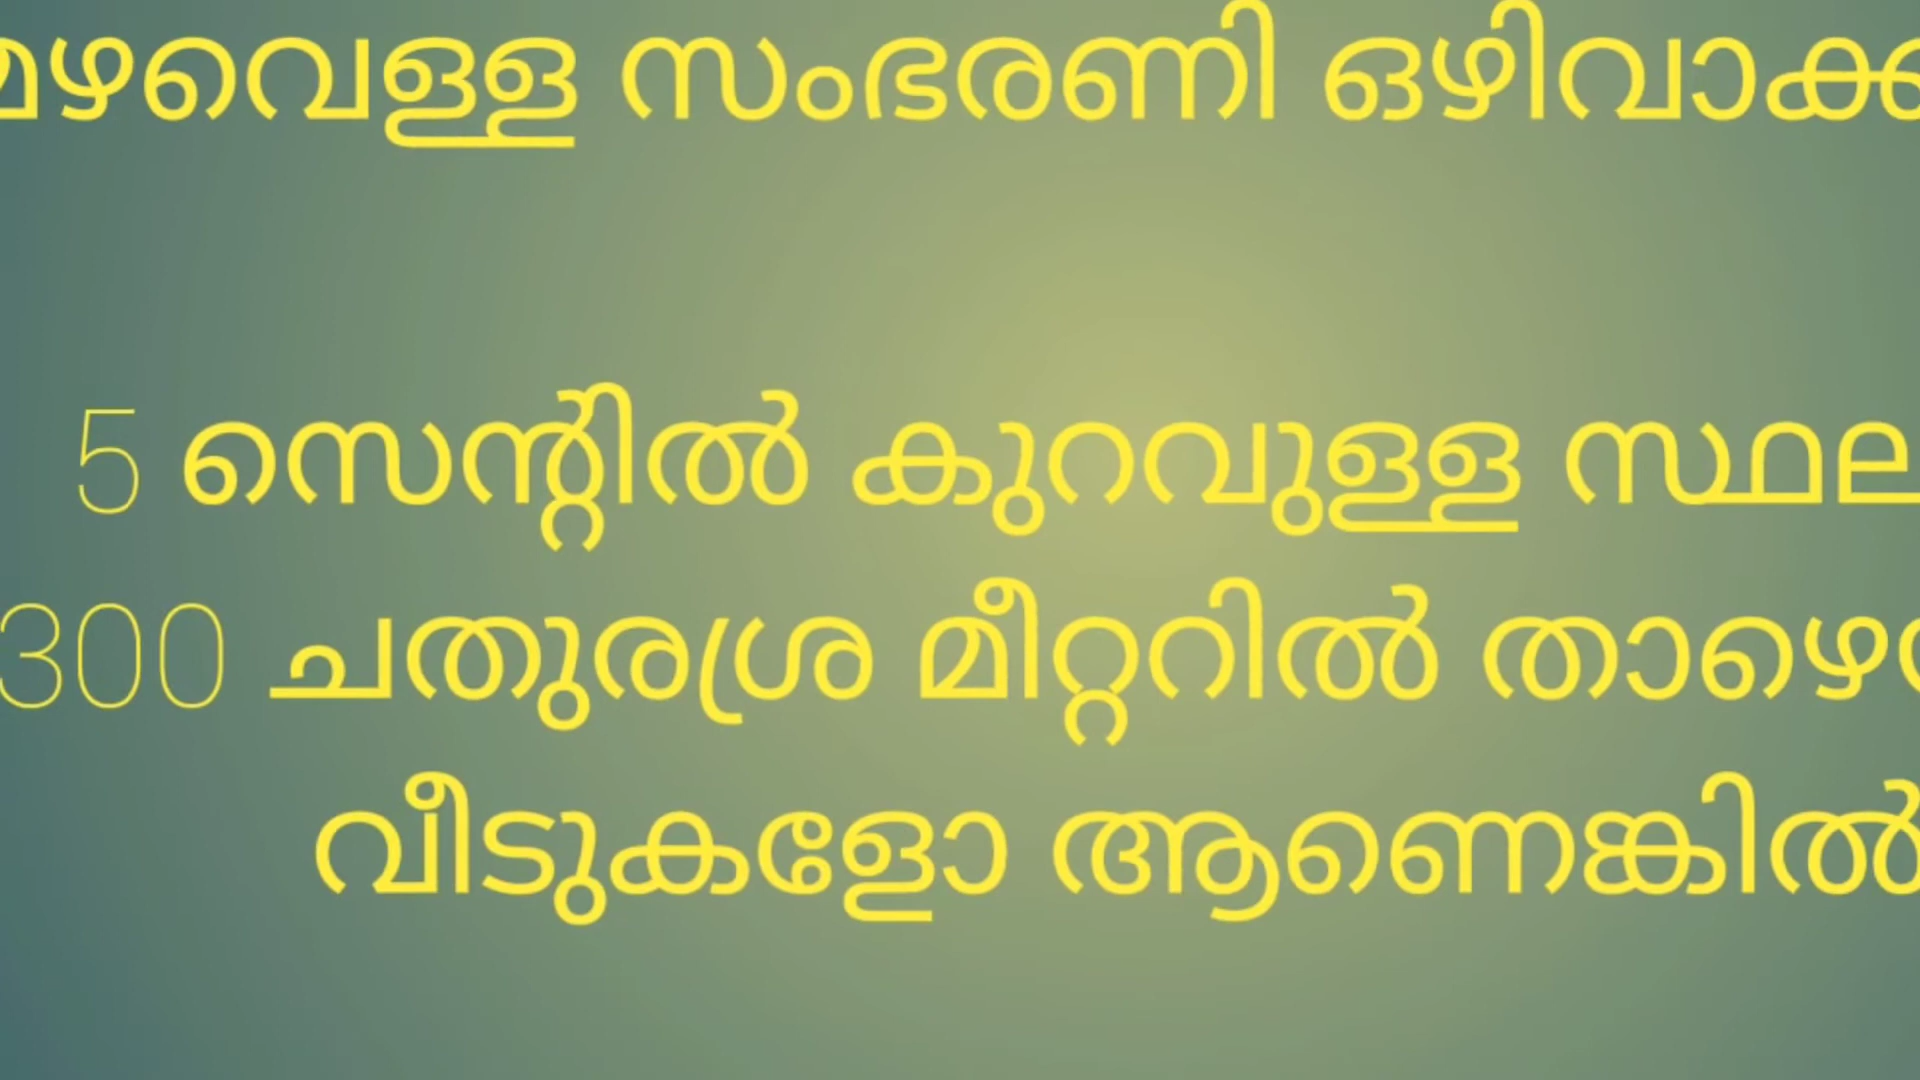 മഴവെള്ള സംഭരണി ഒഴിവാക്ക
5 സെന്റിൽ കുറവുള്ള സ്ഥല
300 ചതുരശ്ര മീറ്ററിൽ താഴെ
വീടുകളോ ആണെങ്കിൽ